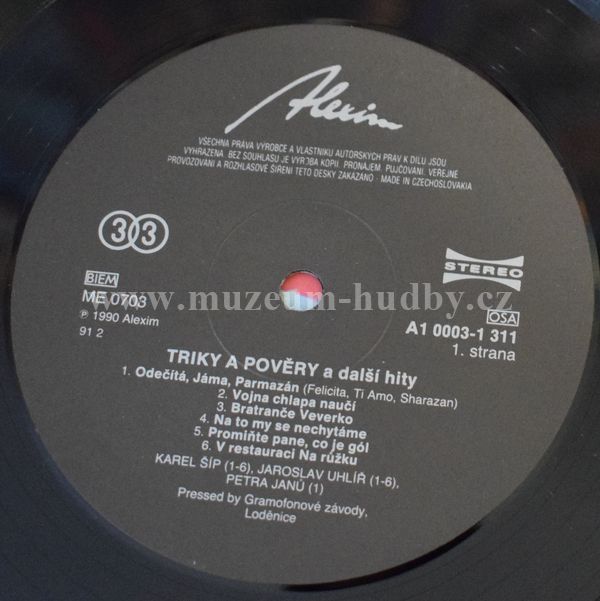 Alexim
VŠECHNA PRÁVA VÝROBCE A VLASTNÍKU AUTORSKÝCH PRÁV K DÍLU JSOU
VYHRAZENA. BEZ SOUHLASU JE VÝROBA KOPIÍ, PRONÁJEM, PŮJČOVÁNÍ, VEŘEJNÉ
PROVOZOVÁNÍ A ROZHLASOVÉ ŠÍŘENÍ TÉTO DESKY ZAKÁZÁNO · MADE IN CZECHOSLOVAKIA
33
STEREO
BIEM
ME 0703
℗ 1990 Alexim
91 2
OSA
A1 0003-1 311
1. strana
www.muzeum-hudby.cz
TRIKY A POVĚRY a další hity
1. Odečítá, Jáma, Parmazán (Felicita, Ti Amo, Sharazan)
2. Vojna chlapa naučí
3. Bratranče Veverko
4. Na to my se nechytáme
5. Promiňte pane, co je gól
6. V restauraci Na růžku
KAREL ŠÍP (1-6), JAROSLAV UHLÍŘ (1-6),
PETRA JANŮ (1)
Pressed by Gramofonové závody,
Loděnice